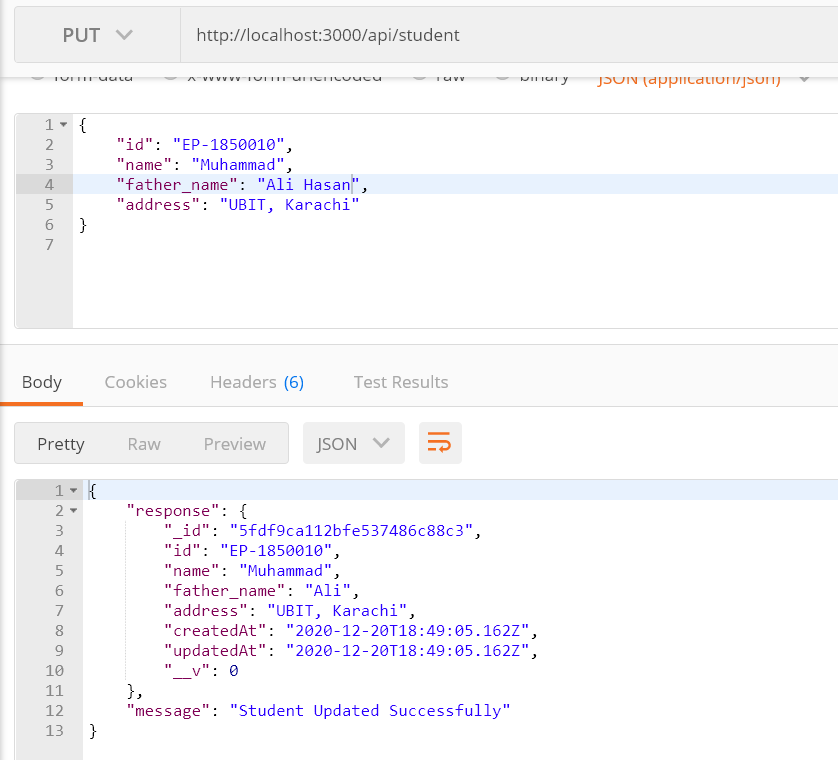 PUT http://localhost:3000/api/student
form-data x-www-form-urlencoded raw binary JSON (application/json)
1 {
2 "id": "EP-1850010",
3 "name": "Muhammad",
4 "father_name": "Ali Hasan",
5 "address": "UBIT, Karachi"
6 }
7
Body Cookies Headers (6) Test Results
Pretty Raw Preview JSON
1 {
2 "response": {
3 "_id": "5fdf9ca112bfe537486c88c3",
4 "id": "EP-1850010",
5 "name": "Muhammad",
6 "father_name": "Ali",
7 "address": "UBIT, Karachi",
8 "createdAt": "2020-12-20T18:49:05.162Z",
9 "updatedAt": "2020-12-20T18:49:05.162Z",
10 "__v": 0
11 },
12 "message": "Student Updated Successfully"
13 }